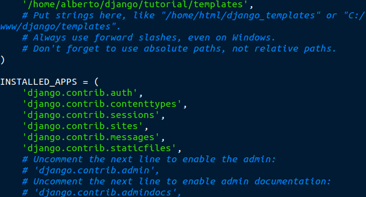 '/home/alberto/django/tutorial/templates',
# Put strings here, like "/home/html/django_templates" or "C:/
www/django/templates".
# Always use forward slashes, even on Windows.
# Don't forget to use absolute paths, not relative paths.
)
INSTALLED_APPS = (
'django.contrib.auth',
'django.contrib.contenttypes',
'django.contrib.sessions',
'django.contrib.sites',
'django.contrib.messages',
'django.contrib.staticfiles',
# Uncomment the next line to enable the admin:
# 'django.contrib.admin',
# Uncomment the next line to enable admin documentation:
# 'django.contrib.admindocs',